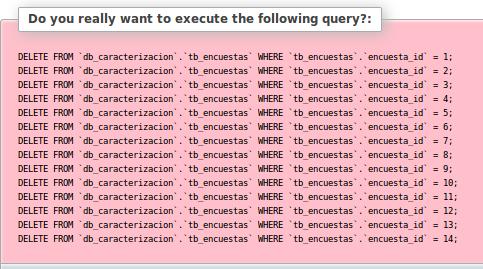 Do you really want to execute the following query?:
DELETE FROM `db_caracterizacion`.`tb_encuestas` WHERE `tb_encuestas`.`encuesta_id` = 1;
DELETE FROM `db_caracterizacion`.`tb_encuestas` WHERE `tb_encuestas`.`encuesta_id` = 2;
DELETE FROM `db_caracterizacion`.`tb_encuestas` WHERE `tb_encuestas`.`encuesta_id` = 3;
DELETE FROM `db_caracterizacion`.`tb_encuestas` WHERE `tb_encuestas`.`encuesta_id` = 4;
DELETE FROM `db_caracterizacion`.`tb_encuestas` WHERE `tb_encuestas`.`encuesta_id` = 5;
DELETE FROM `db_caracterizacion`.`tb_encuestas` WHERE `tb_encuestas`.`encuesta_id` = 6;
DELETE FROM `db_caracterizacion`.`tb_encuestas` WHERE `tb_encuestas`.`encuesta_id` = 7;
DELETE FROM `db_caracterizacion`.`tb_encuestas` WHERE `tb_encuestas`.`encuesta_id` = 8;
DELETE FROM `db_caracterizacion`.`tb_encuestas` WHERE `tb_encuestas`.`encuesta_id` = 9;
DELETE FROM `db_caracterizacion`.`tb_encuestas` WHERE `tb_encuestas`.`encuesta_id` = 10;
DELETE FROM `db_caracterizacion`.`tb_encuestas` WHERE `tb_encuestas`.`encuesta_id` = 11;
DELETE FROM `db_caracterizacion`.`tb_encuestas` WHERE `tb_encuestas`.`encuesta_id` = 12;
DELETE FROM `db_caracterizacion`.`tb_encuestas` WHERE `tb_encuestas`.`encuesta_id` = 13;
DELETE FROM `db_caracterizacion`.`tb_encuestas` WHERE `tb_encuestas`.`encuesta_id` = 14;